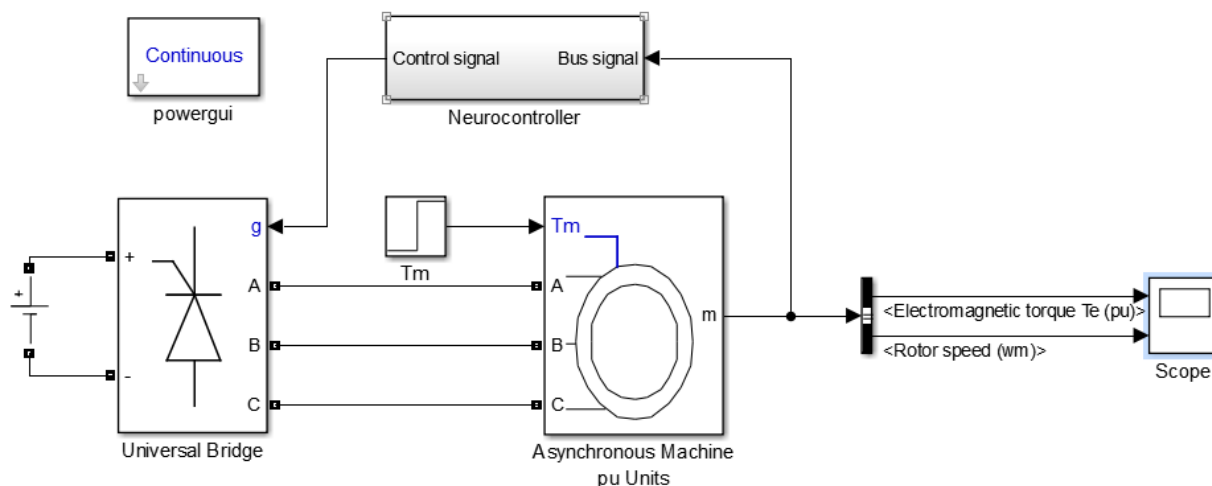 Continuous
powergui
Control signal
Bus signal
Neurocontroller
g
Tm
Tm
+
+
A
A
m
<Electromagnetic torque Te (pu)>
B
B
<Rotor speed (wm)>
Scope
-
C
C
Universal Bridge
Asynchronous Machine
pu Units